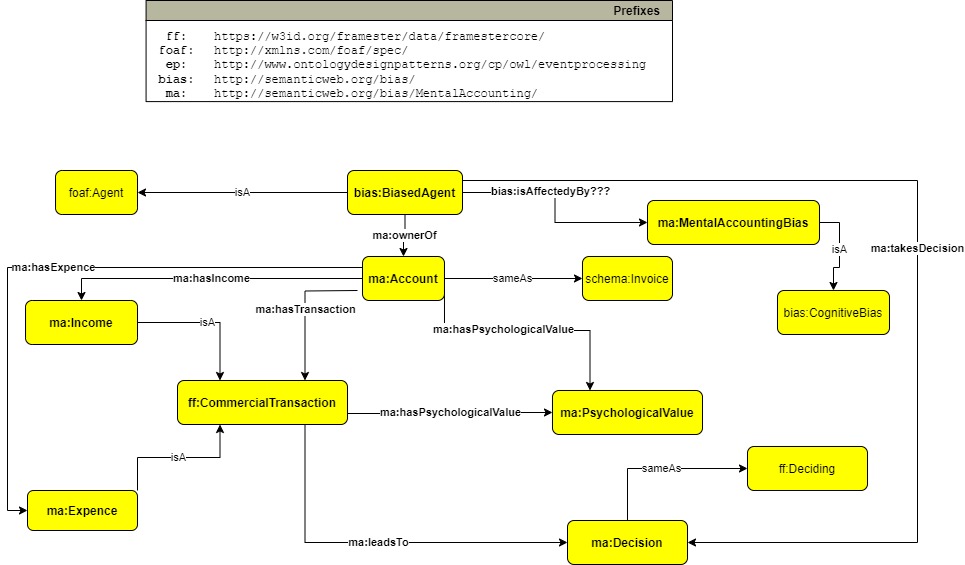 Prefixes
ff: https://w3id.org/framester/data/framestercore/
foaf: http://xmlns.com/foaf/spec/
ep: http://www.ontologydesignpatterns.org/cp/owl/eventprocessing
bias: http://semanticweb.org/bias/
ma: http://semanticweb.org/bias/MentalAccounting/
foaf:Agent
isA
bias:BiasedAgent
bias:isAffectedyBy???
ma:MentalAccountingBias
ma:ownerOf
isA
ma:takesDecision
ma:hasExpence
ma:hasIncome
ma:Account
sameAs
schema:Invoice
bias:CognitiveBias
ma:hasTransaction
ma:Income
isA
ma:hasPsychologicalValue
ff:CommercialTransaction
ma:hasPsychologicalValue
ma:PsychologicalValue
isA
sameAs
ff:Deciding
ma:Expence
ma:leadsTo
ma:Decision